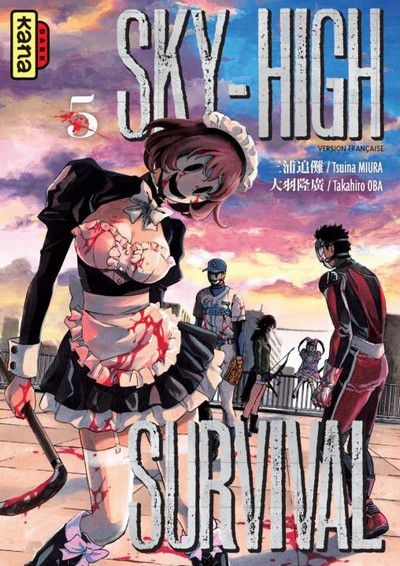 DARK
kana
5
SKY-HIGH
VERSION FRANÇAISE
三浦追儺 / Tsuina MIURA
大羽隆廣 / Takahiro OBA
SURVIVAL